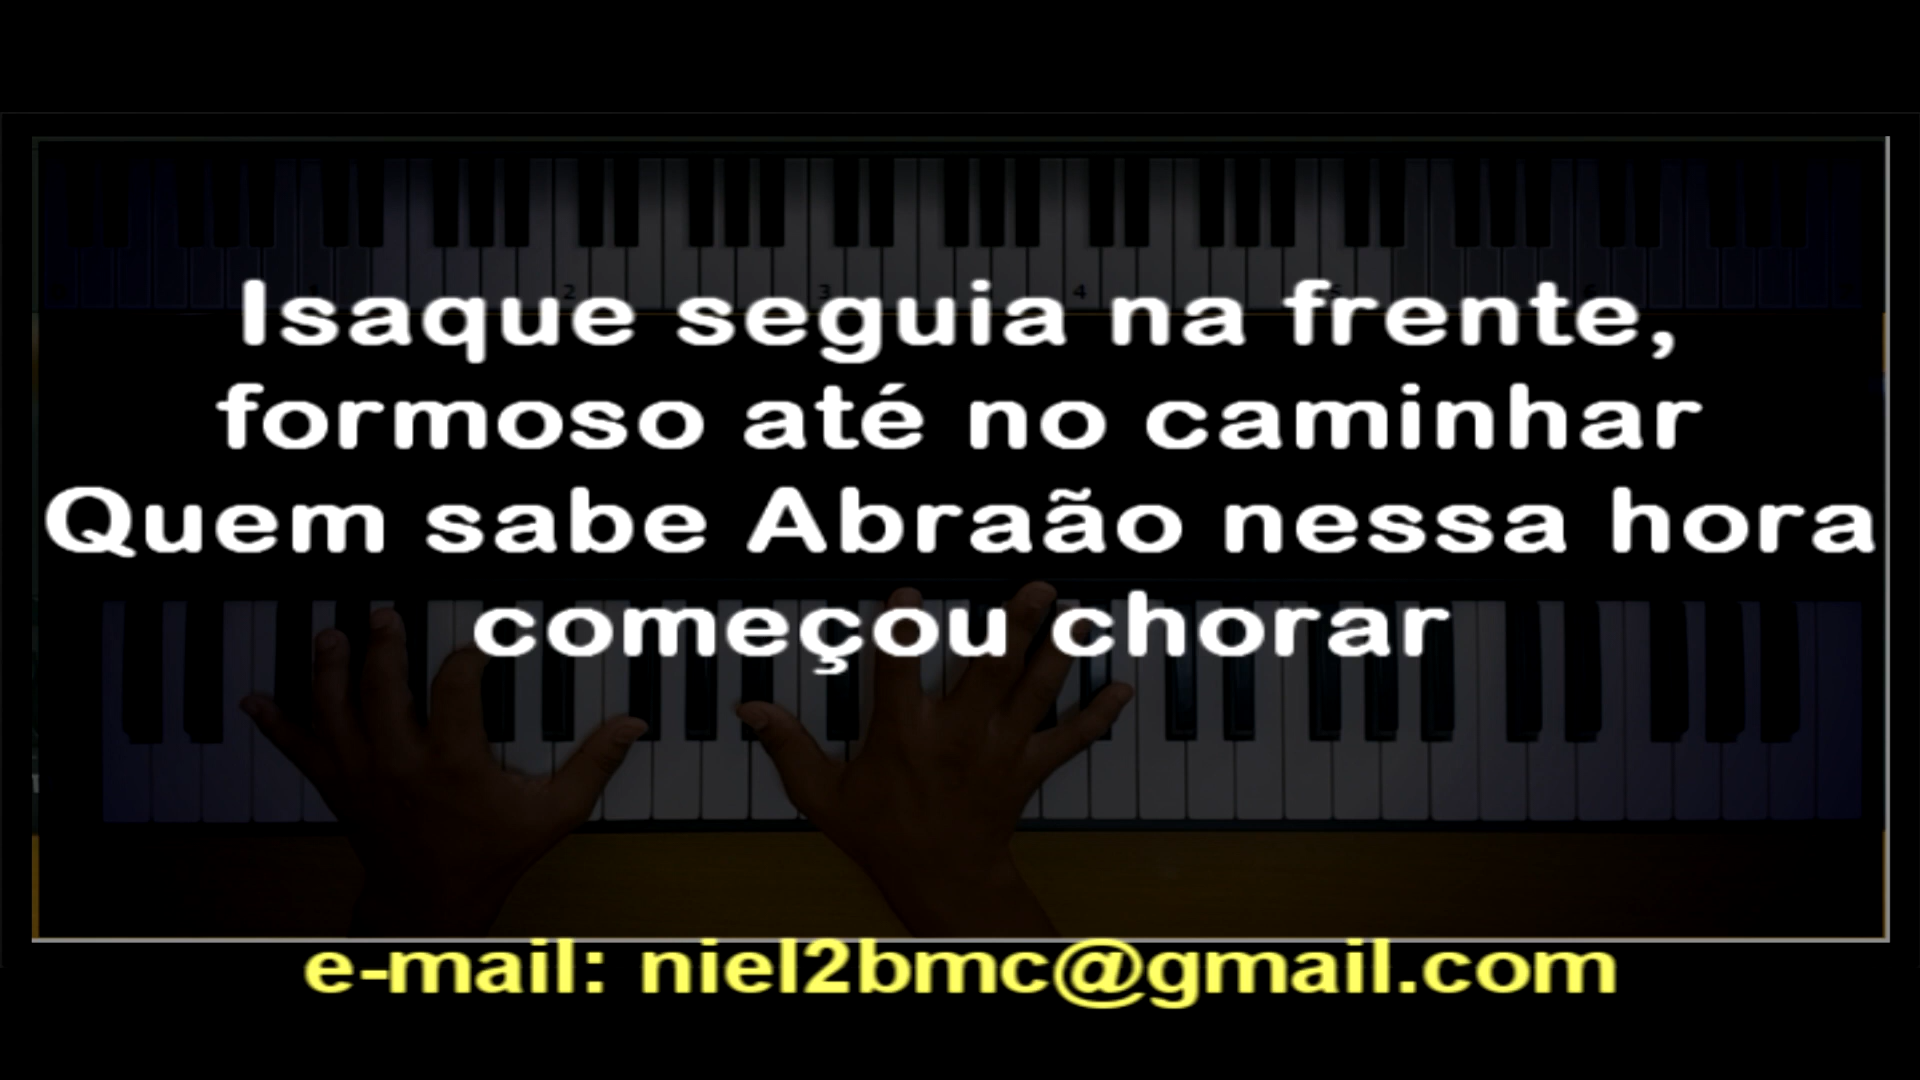 Isaque seguia na frente,
formoso até no caminhar
Quem sabe Abraão nessa hora
começou chorar
e-mail: niel2bmc@gmail.com